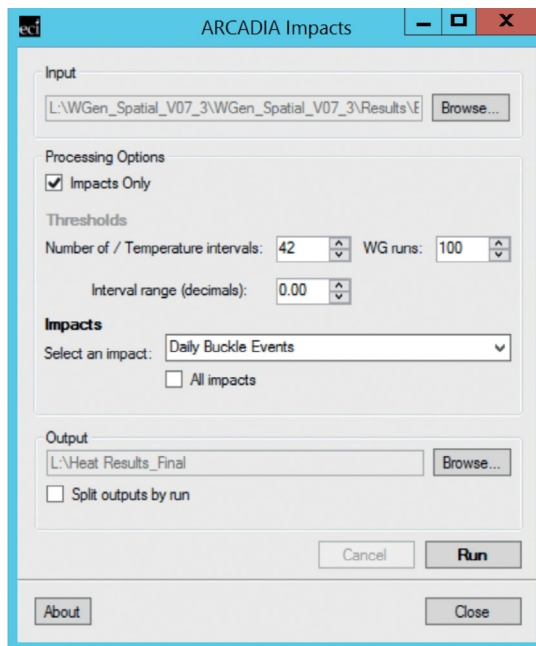 eci ARCADIA Impacts
Input
L:\WGen_Spatial_V07_3\WGen_Spatial_V07_3\Results\E Browse...
Processing Options
Impacts Only
Thresholds
Number of / Temperature intervals: 42 WG runs: 100
Interval range (decimals): 0.00
Impacts
Select an impact: Daily Buckle Events
All impacts
Output
L:\Heat Results_Final Browse...
Split outputs by run
Cancel Run
About Close